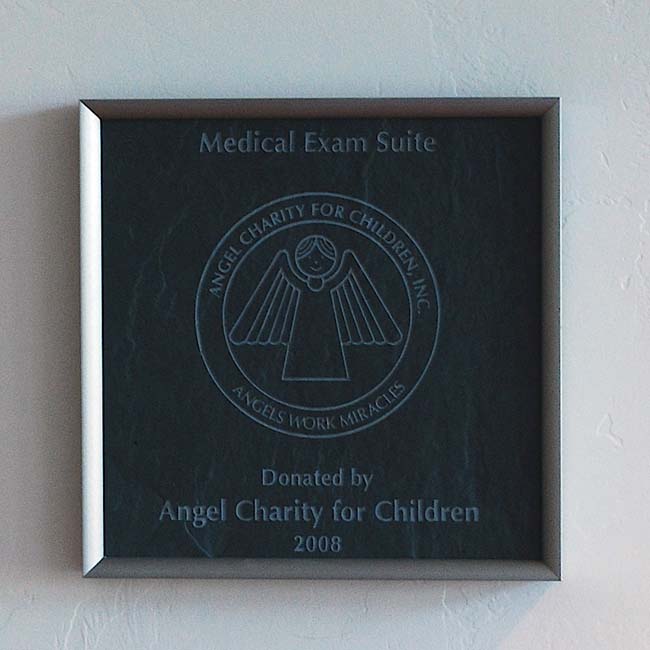 Medical Exam Suite
ANGEL CHARITY FOR CHILDREN, INC.
ANGELS WORK MIRACLES
Donated by
Angel Charity for Children
2008